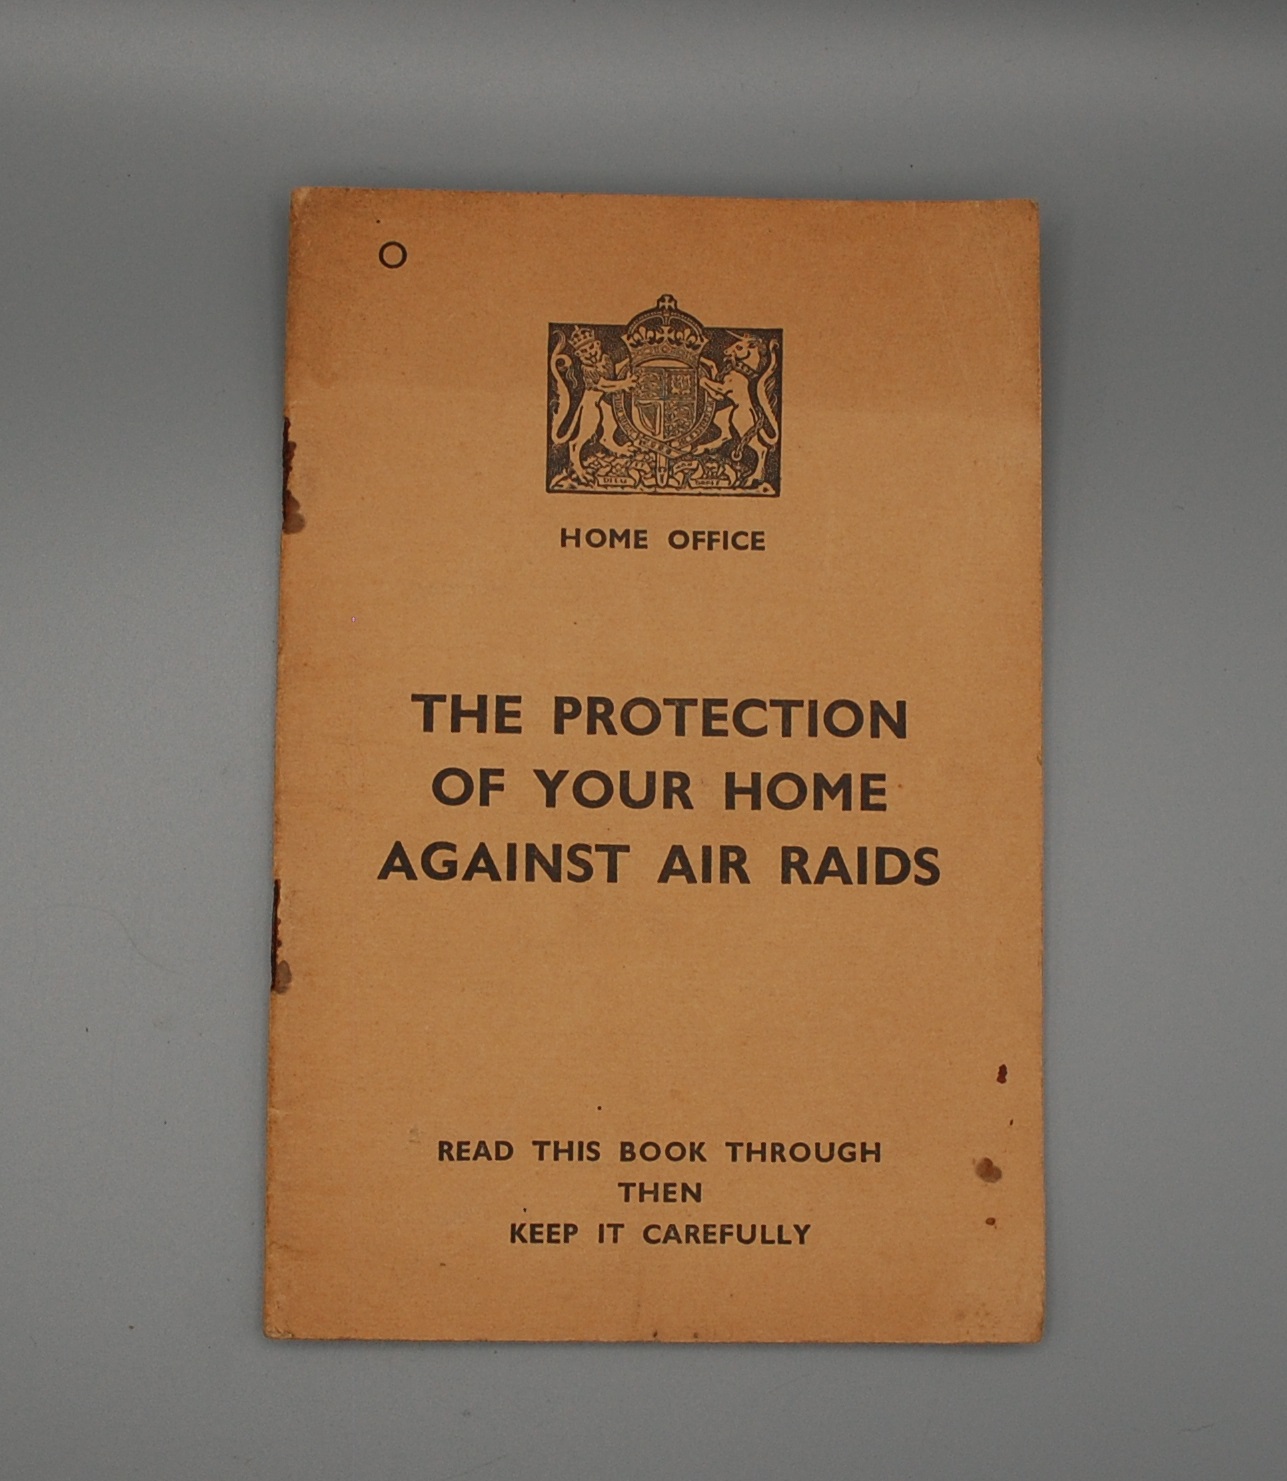 HOME OFFICE
THE PROTECTION
OF YOUR HOME
AGAINST AIR RAIDS
READ THIS BOOK THROUGH
THEN
KEEP IT CAREFULLY